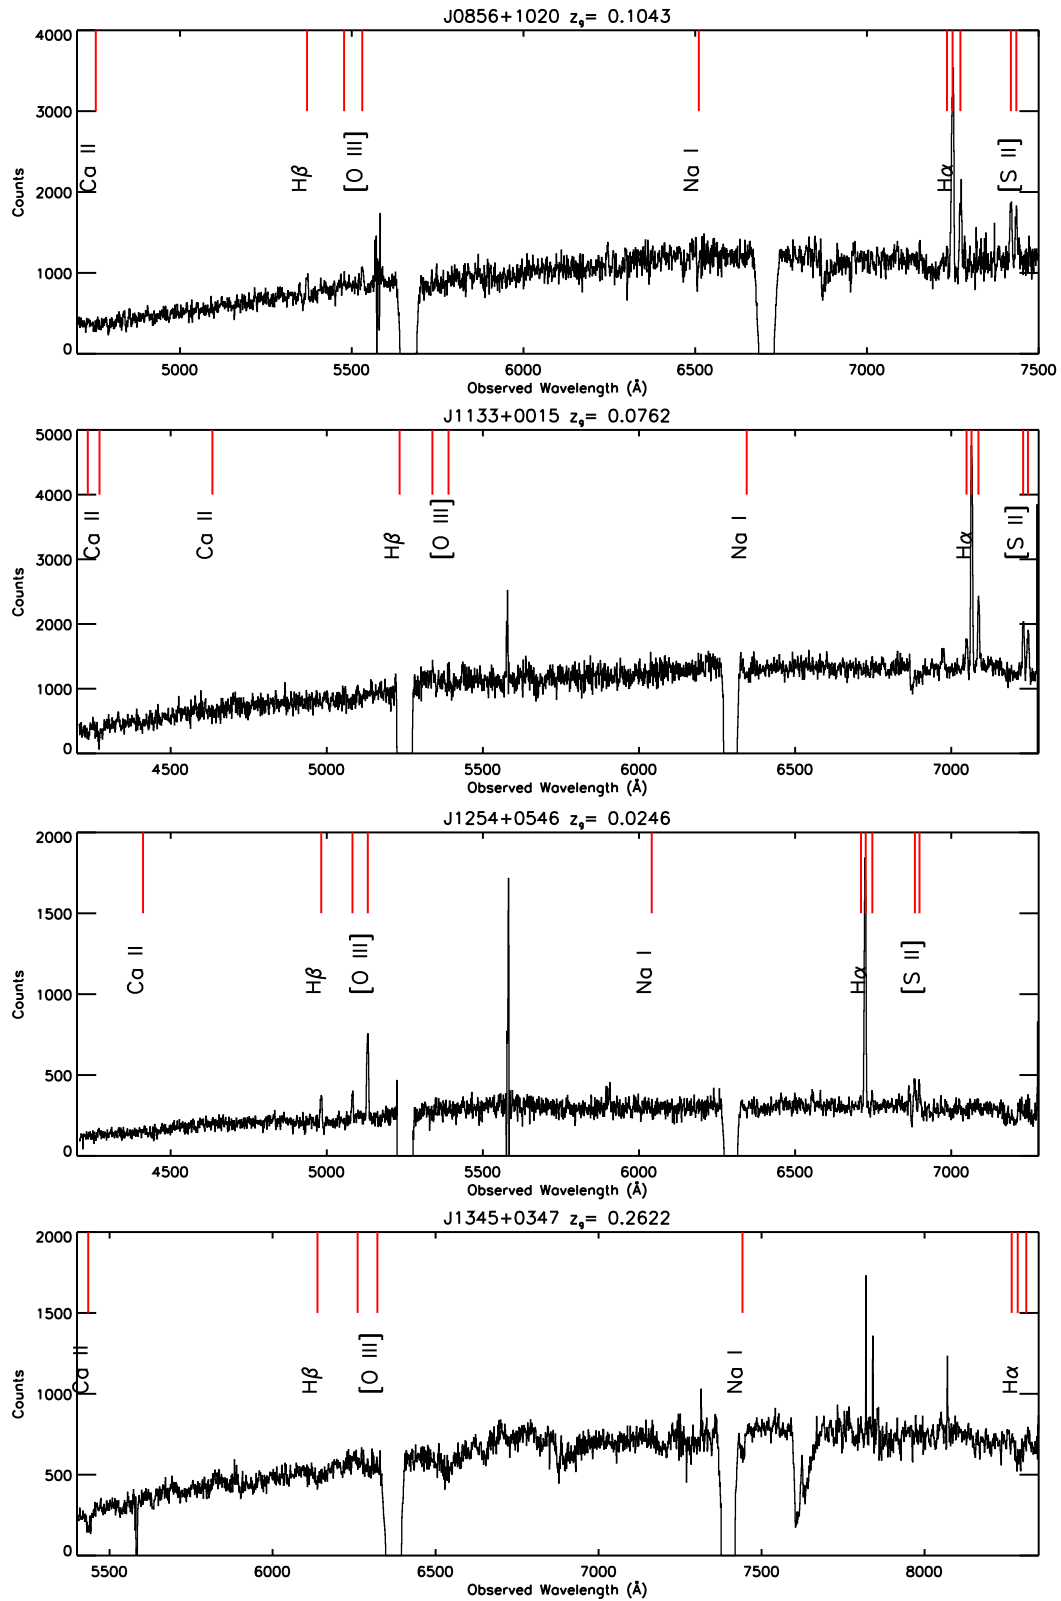 J0856+1020 zg= 0.1043
4000
3000
2000
1000
0
Counts
Ca II
Hβ
[O III]
Na I
Hα
[S II]
5000 5500 6000 6500 7000 7500
Observed Wavelength (Å)
J1133+0015 zg= 0.0762
5000
4000
3000
2000
1000
0
Counts
Ca II
Ca II
Hβ
[O III]
Na I
Hα
[S II]
4500 5000 5500 6000 6500 7000
Observed Wavelength (Å)
J1254+0546 zg= 0.0246
2000
1500
1000
500
0
Counts
Ca II
Hβ
[O III]
Na I
Hα
[S II]
4500 5000 5500 6000 6500 7000
Observed Wavelength (Å)
J1345+0347 zg= 0.2622
2000
1500
1000
500
0
Counts
Ca II
Hβ
[O III]
Na I
Hα
5500 6000 6500 7000 7500 8000
Observed Wavelength (Å)